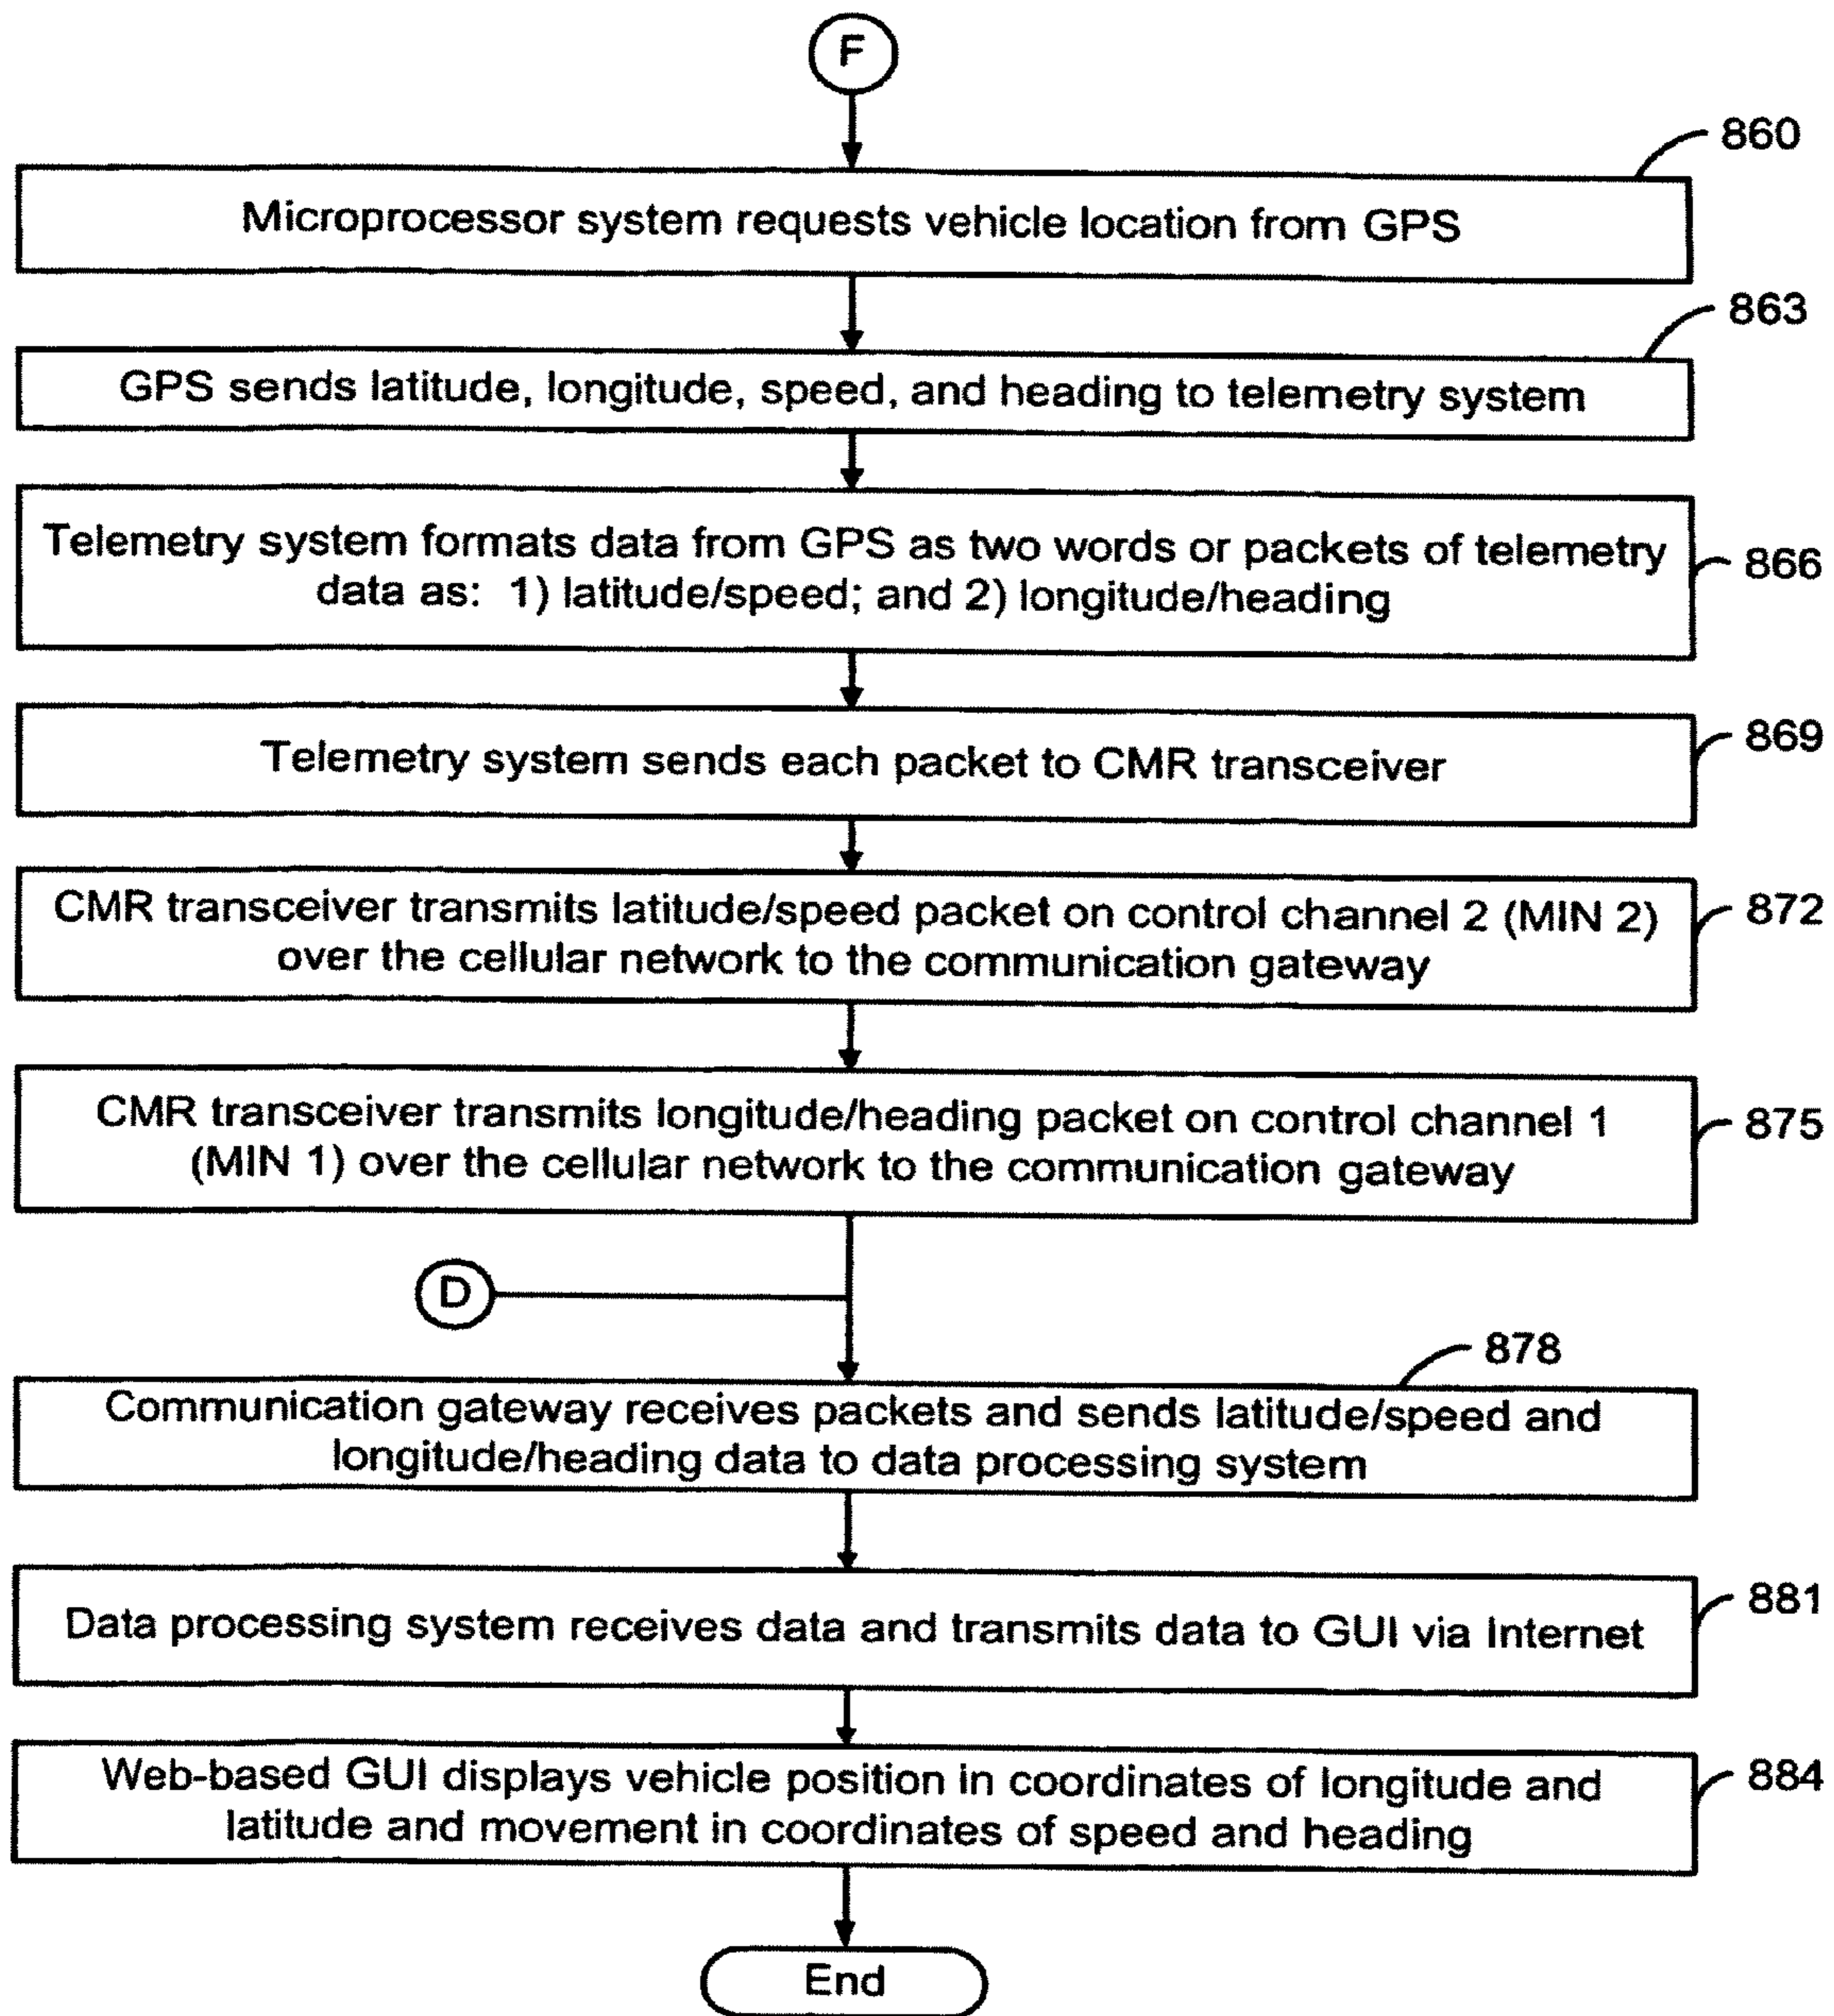 F
860
Microprocessor system requests vehicle location from GPS
863
GPS sends latitude, longitude, speed, and heading to telemetry system
Telemetry system formats data from GPS as two words or packets of telemetry
data as: 1) latitude/speed; and 2) longitude/heading
866
Telemetry system sends each packet to CMR transceiver
869
CMR transceiver transmits latitude/speed packet on control channel 2 (MIN 2)
over the cellular network to the communication gateway
872
CMR transceiver transmits longitude/heading packet on control channel 1
(MIN 1) over the cellular network to the communication gateway
875
D
878
Communication gateway receives packets and sends latitude/speed and
longitude/heading data to data processing system
Data processing system receives data and transmits data to GUI via Internet
881
Web-based GUI displays vehicle position in coordinates of longitude and
latitude and movement in coordinates of speed and heading
884
End